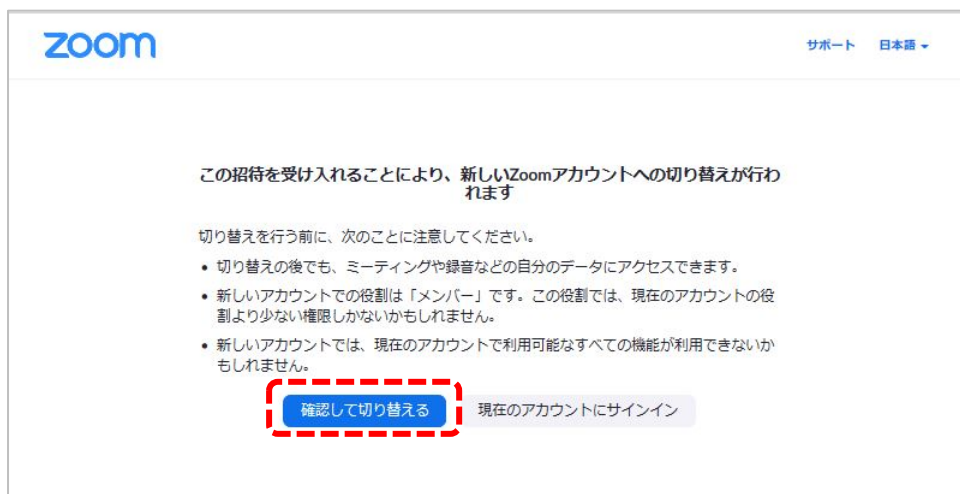 zoom
サポート 日本語
この招待を受け入れることにより、新しいZoomアカウントへの切り替えが行わ
れます
切り替えを行う前に、次のことに注意してください。
• 切り替えの後でも、ミーティングや録音などの自分のデータにアクセスできます。
• 新しいアカウントでの役割は「メンバー」です。この役割では、現在のアカウントの役
割より少ない権限しかないかもしれません。
• 新しいアカウントでは、現在のアカウントで利用可能なすべての機能が利用できないか
もしれません。
確認して切り替える 現在のアカウントにサインイン